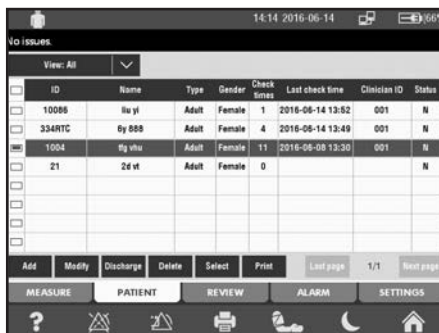 14:14 2016-06-14 66%
No issues.
View: All
ID Name Type Gender Check times Last check time Clinician ID Status
10086 liu yi Adult Female 1 2016-06-14 13:52 001 N
334RTC 6y 888 Adult Female 4 2016-06-14 13:49 001 N
1004 tfg vhu Adult Female 11 2016-06-08 13:30 001 N
21 2d vt Adult Female 0 N
Add Modify Discharge Delete Select Print Last page 1/1 Next page
MEASURE PATIENT REVIEW ALARM SETTINGS
?